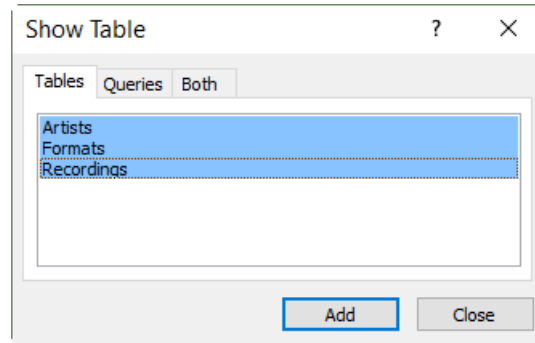 Show Table ? ×
Tables Queries Both
Artists
Formats
Recordings
Add Close